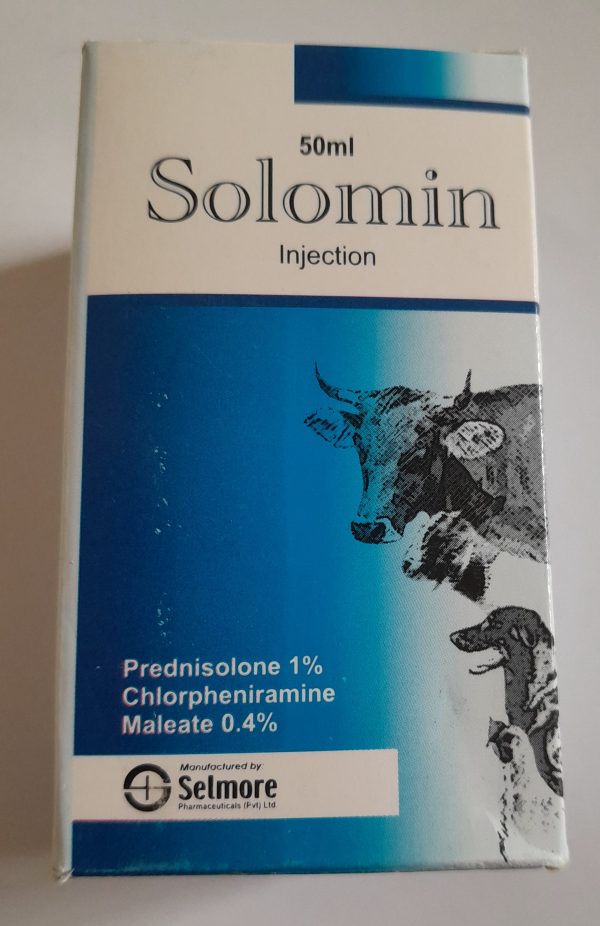 50ml
Solomin
Injection
Prednisolone 1%
Chlorpheniramine
Maleate 0.4%
Manufactured by:
Selmore
Pharmaceuticals (Pvt) Ltd.